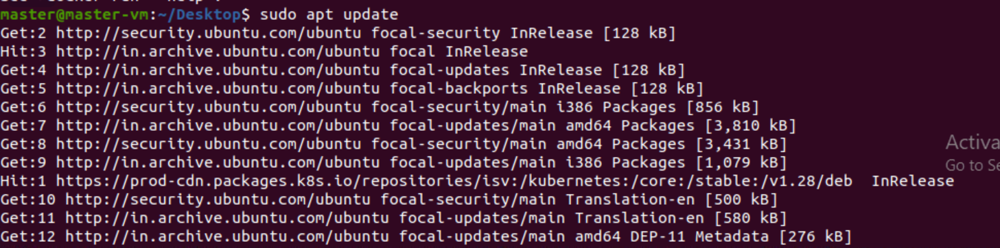 master@master-vm:~/Desktop$ sudo apt update
Get:2 http://security.ubuntu.com/ubuntu focal-security InRelease [128 kB]
Hit:3 http://in.archive.ubuntu.com/ubuntu focal InRelease
Get:4 http://in.archive.ubuntu.com/ubuntu focal-updates InRelease [128 kB]
Get:5 http://in.archive.ubuntu.com/ubuntu focal-backports InRelease [128 kB]
Get:6 http://security.ubuntu.com/ubuntu focal-security/main i386 Packages [856 kB]
Get:7 http://in.archive.ubuntu.com/ubuntu focal-updates/main amd64 Packages [3,810 kB]
Get:8 http://security.ubuntu.com/ubuntu focal-security/main amd64 Packages [3,431 kB]
Activa
Get:9 http://in.archive.ubuntu.com/ubuntu focal-updates/main i386 Packages [1,079 kB]
Go to Se
Hit:1 https://prod-cdn.packages.k8s.io/repositories/isv:/kubernetes:/core:/stable:/v1.28/deb  InRelease
Get:10 http://security.ubuntu.com/ubuntu focal-security/main Translation-en [500 kB]
Get:11 http://in.archive.ubuntu.com/ubuntu focal-updates/main Translation-en [580 kB]
Get:12 http://in.archive.ubuntu.com/ubuntu focal-updates/main amd64 DEP-11 Metadata [276 kB]